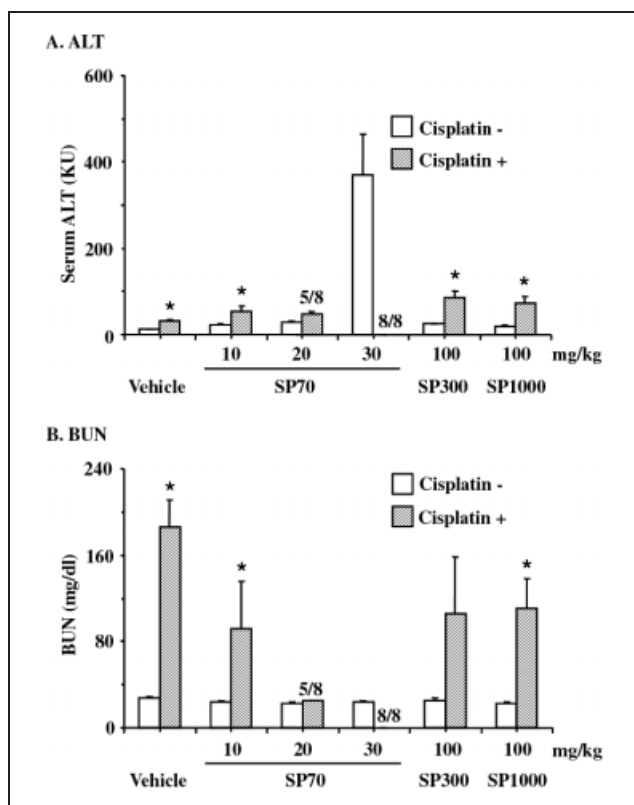 A. ALT
600
400
200
0
Serum ALT (KU)
Cisplatin -
Cisplatin +
* * 5/8 8/8 * *
10 20 30 100 100 mg/kg
Vehicle SP70 SP300 SP1000
B. BUN
240
160
80
0
BUN (mg/dl)
Cisplatin -
Cisplatin +
* * 5/8 8/8 *
10 20 30 100 100 mg/kg
Vehicle SP70 SP300 SP1000